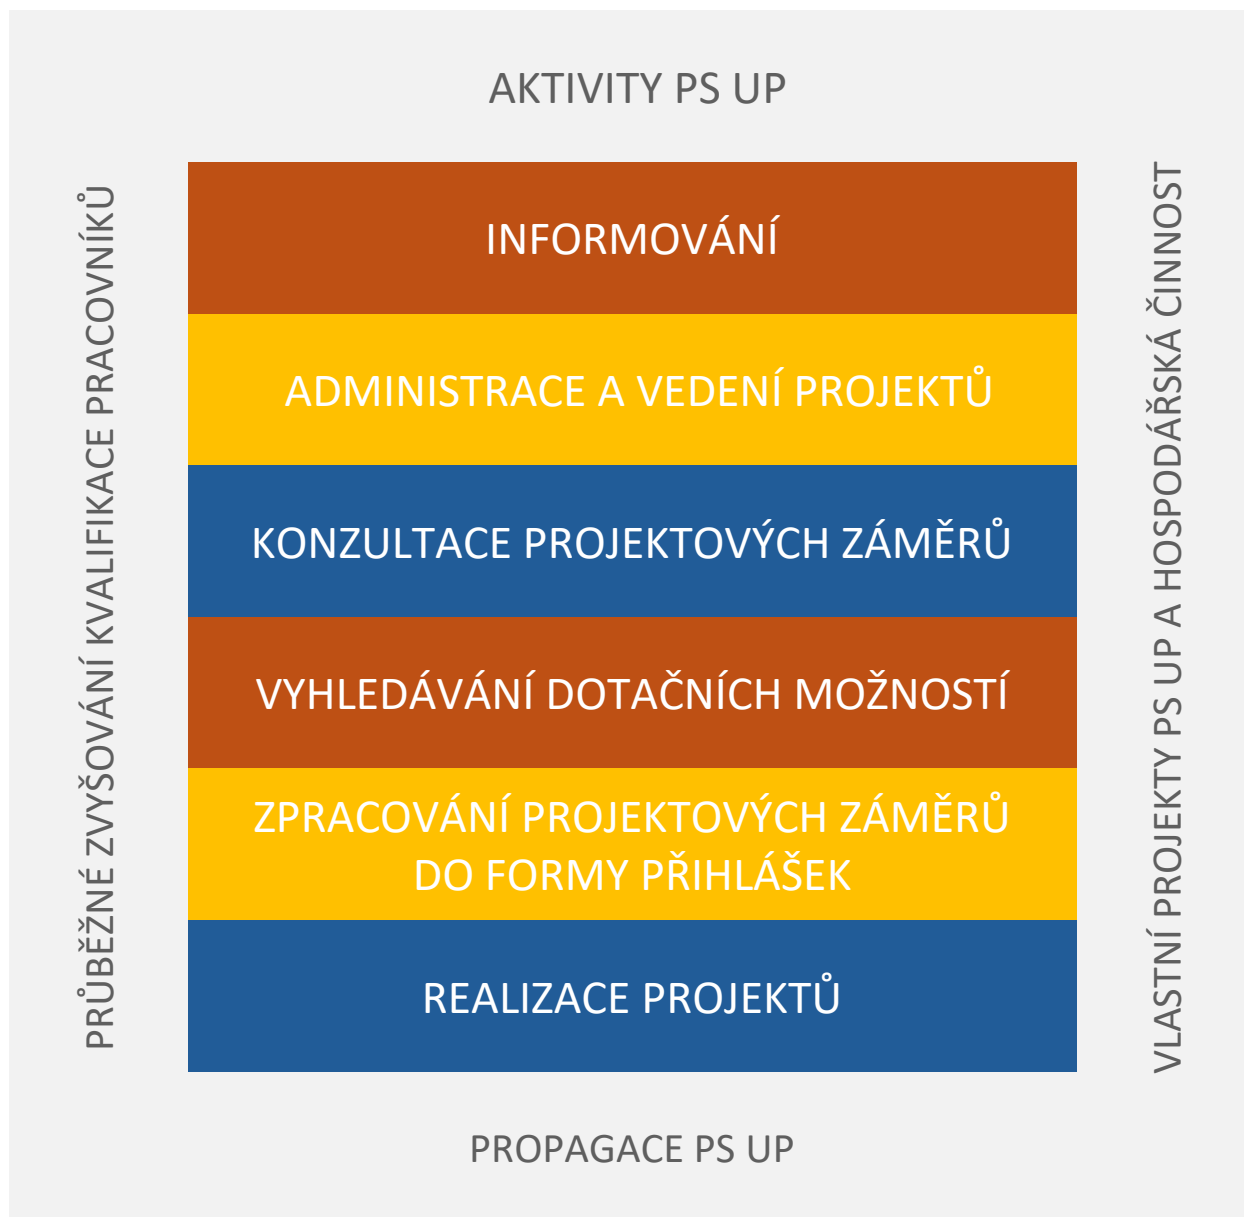 AKTIVITY PS UP
PRŮBĚŽNÉ ZVYŠOVÁNÍ KVALIFIKACE PRACOVNÍKŮ
INFORMOVÁNÍ
ADMINISTRACE A VEDENÍ PROJEKTŮ
KONZULTACE PROJEKTOVÝCH ZÁMĚRŮ
VYHLEDÁVÁNÍ DOTAČNÍCH MOŽNOSTÍ
ZPRACOVÁNÍ PROJEKTOVÝCH ZÁMĚRŮ
DO FORMY PŘIHLÁŠEK
REALIZACE PROJEKTŮ
VLASTNÍ PROJEKTY PS UP A HOSPODÁŘSKÁ ČINNOST
PROPAGACE PS UP